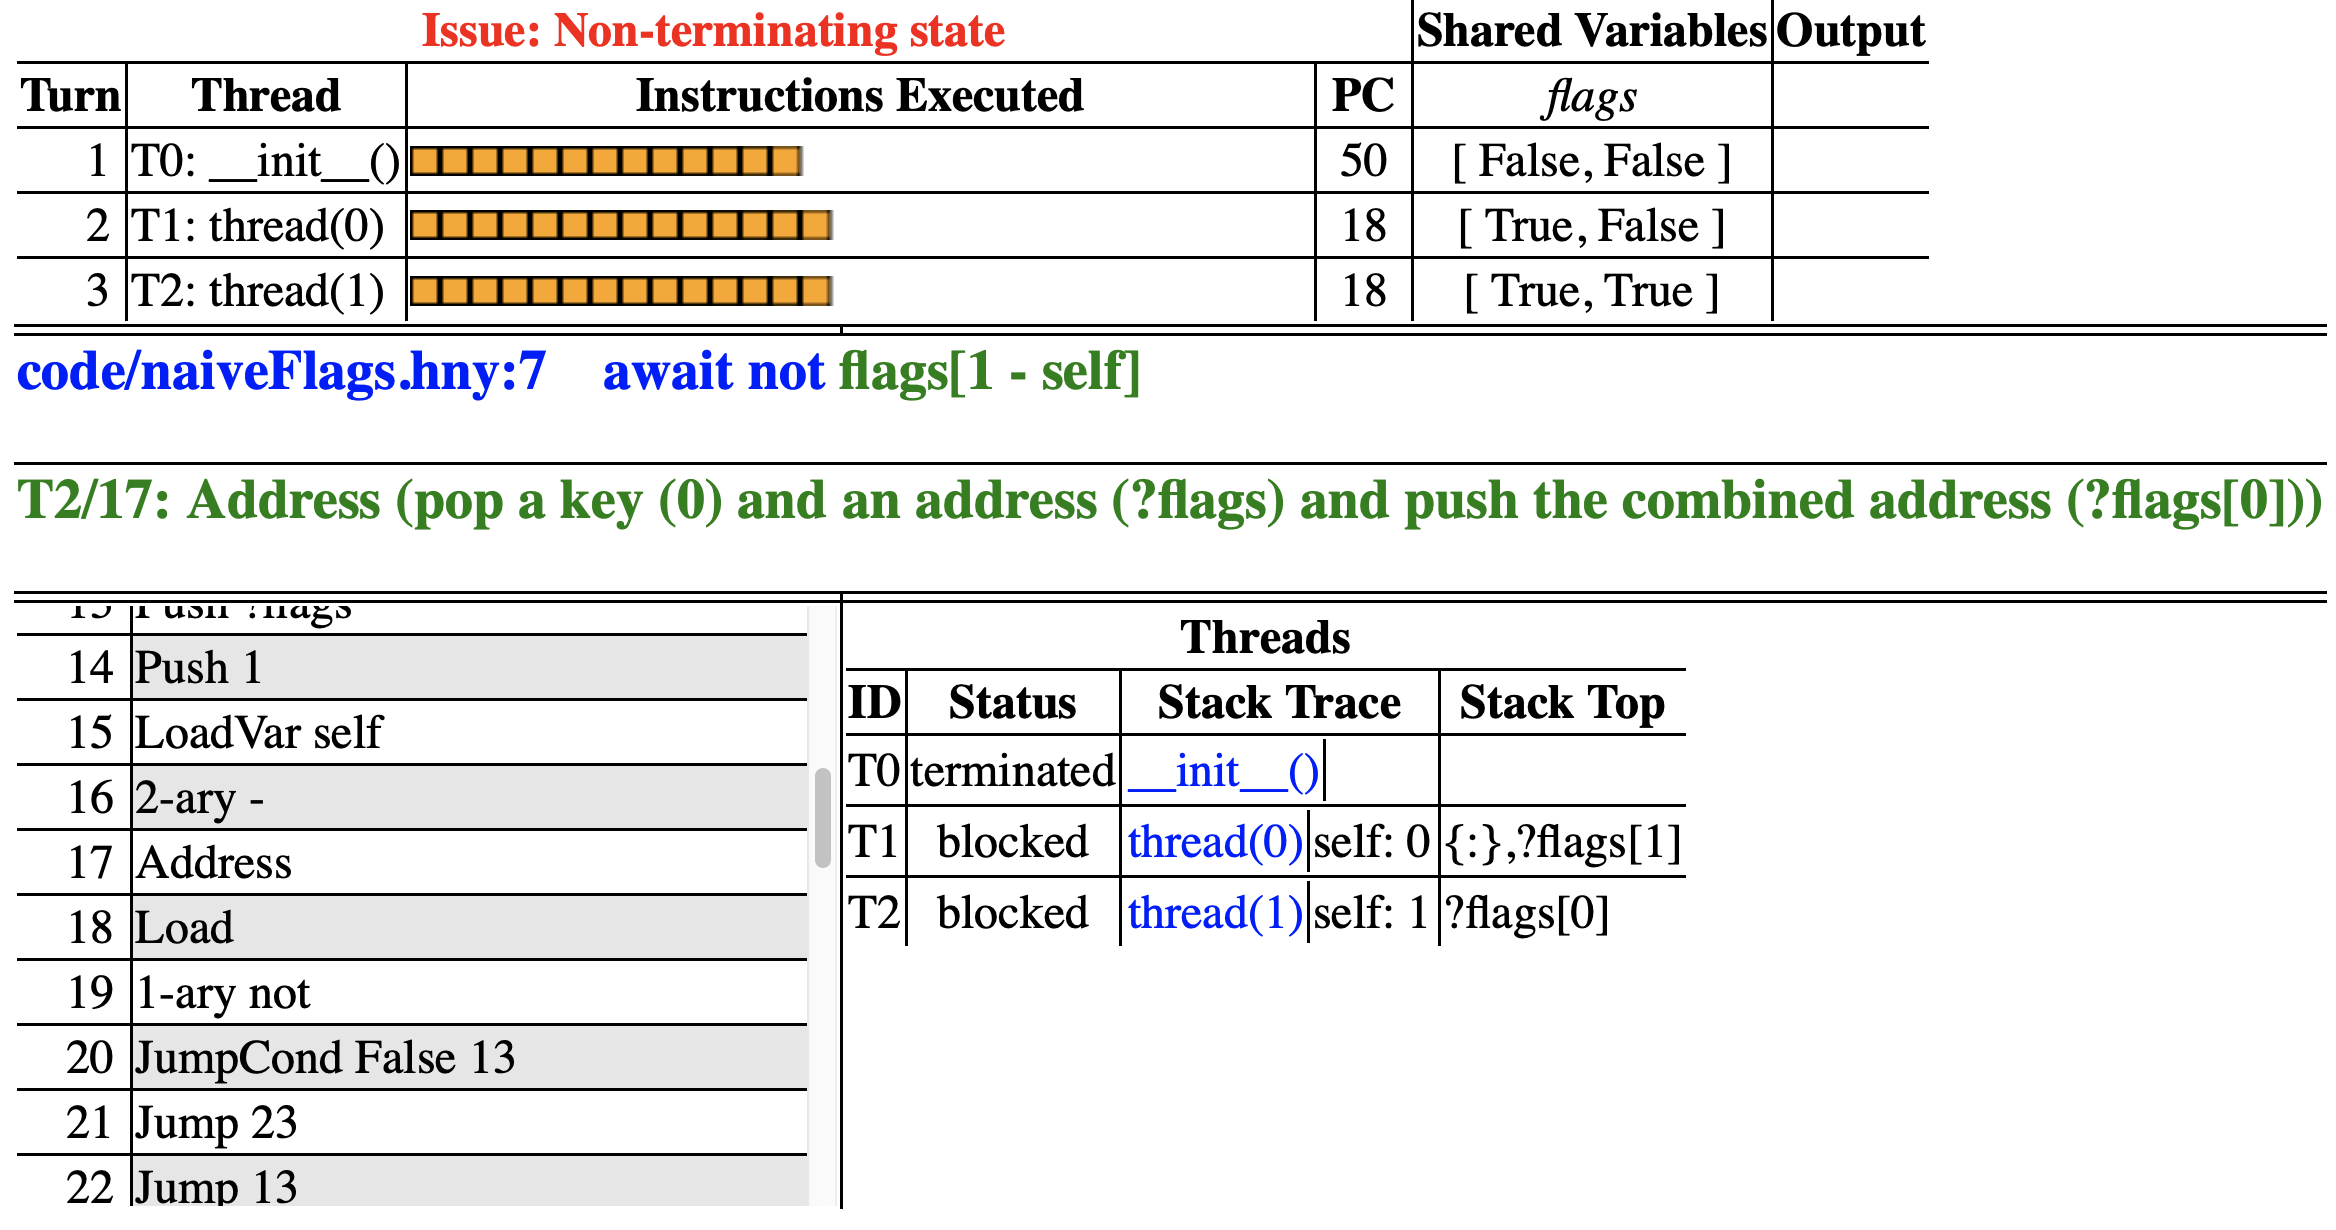 Issue: Non-terminating state Shared Variables Output
Turn Thread Instructions Executed PC flags
1 T0: __init__() 50 [ False, False ]
2 T1: thread(0) 18 [ True, False ]
3 T2: thread(1) 18 [ True, True ]
code/naiveFlags.hny:7 await not flags[1 - self]
T2/17: Address (pop a key (0) and an address (?flags) and push the combined address (?flags[0]))
Push ?flags
14 Push 1
15 LoadVar self
16 2-ary -
17 Address
18 Load
19 1-ary not
20 JumpCond False 13
21 Jump 23
22 Jump 13
Threads
ID Status Stack Trace Stack Top
T0 terminated __init__()
T1 blocked thread(0) self: 0 {:},?flags[1]
T2 blocked thread(1) self: 1 ?flags[0]